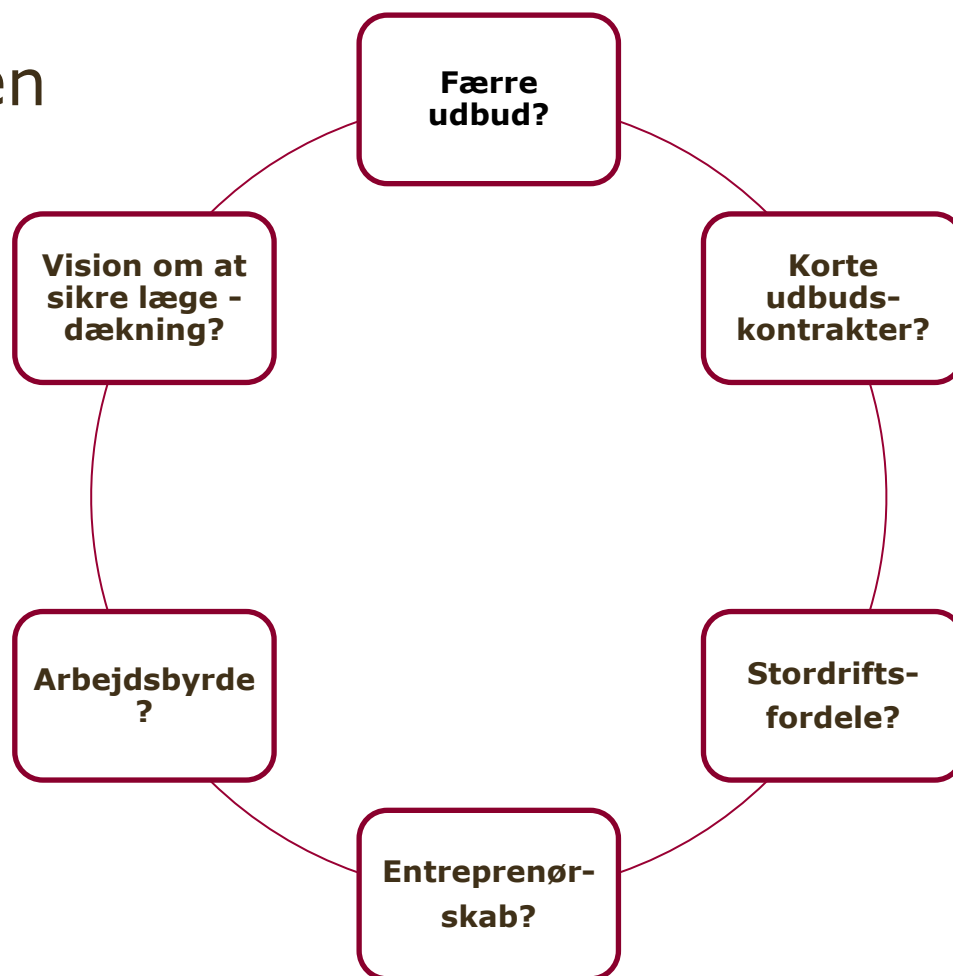 en
Færre
udbud?
Korte
udbuds-
kontrakter?
Stordrifts-
fordele?
Entreprenør-
skab?
Arbejdsbyrde
?
Vision om at
sikre læge -
dækning?